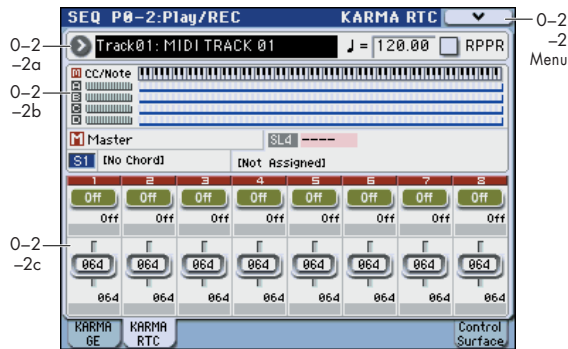 SEQ P0-2:Play/REC KARMA RTC
0-2
-2
Menu
0-2
-2a
Track01: MIDI TRACK 01 ♩= 120.00 RPPR
0-2
-2b
M CC/Note
A
B
C
D
M Master SL4 ----
S1 [No Chord] [Not Assigned]
1 2 3 4 5 6 7 8
Off Off Off Off Off Off Off Off
Off Off Off Off Off Off Off Off
0-2
-2c
064 064 064 064 064 064 064 064
064 064 064 064 064 064 064 064
KARMA GE
KARMA RTC
Control Surface